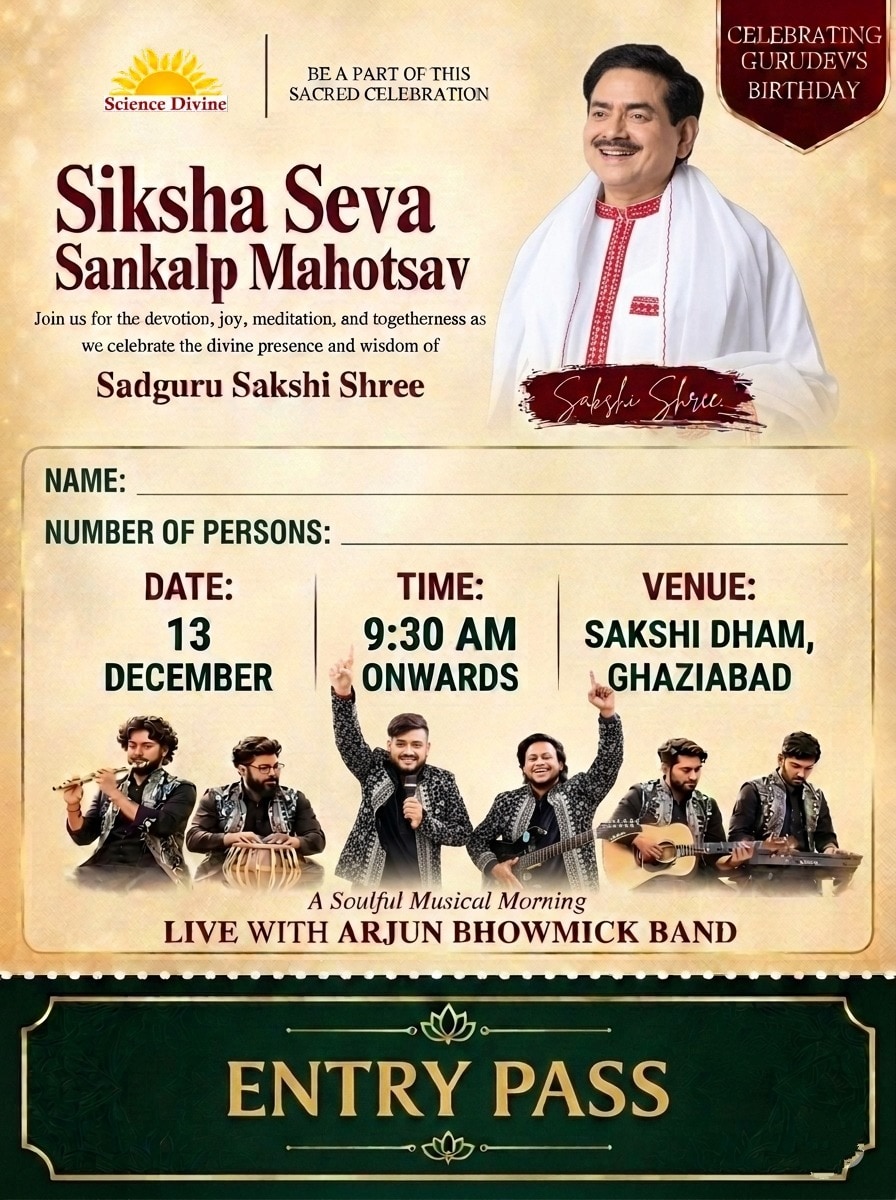 Science Divine
BE A PART OF THIS
SACRED CELEBRATION
CELEBRATING
GURUDEV'S
BIRTHDAY
Siksha Seva
Sankalp Mahotsav
Join us for the devotion, joy, meditation, and togetherness as
we celebrate the divine presence and wisdom of
Sadguru Sakshi Shree
Sakshi Shree
NAME:
NUMBER OF PERSONS:
DATE:
13
DECEMBER
TIME:
9:30 AM
ONWARDS
VENUE:
SAKSHI DHAM,
GHAZIABAD
A Soulful Musical Morning
LIVE WITH ARJUN BHOWMICK BAND
ENTRY PASS